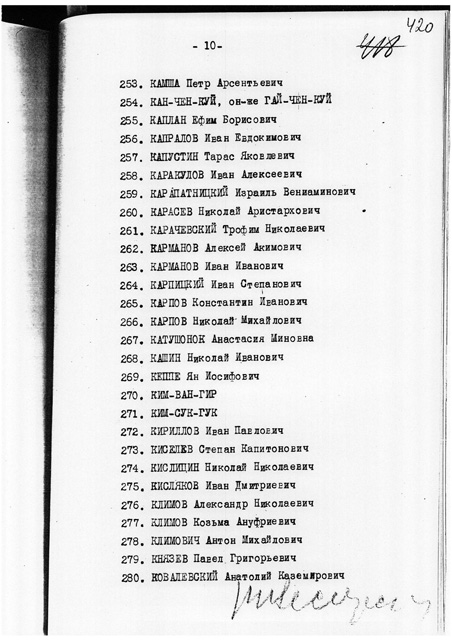 420
418
- 10-
253. КАМША Петр Арсентьевич
254. КАН-ЧЕН-КУЙ, он-же ГАЙ-ЧЕН-КУЙ
255. КАПЛАН Ефим Борисович
256. КАПРАЛОВ Иван Евдокимович
257. КАПУСТИН Тарас Яковлевич
258. КАРАКУЛОВ Иван Алексеевич
259. КАРАПАТНИЦКИЙ Израиль Вениаминович
260. КАРАСЕВ Николай Аристархович
261. КАРАЧЕВСКИЙ Трофим Николаевич
262. КАРМАНОВ Алексей Акимович
263. КАРМАНОВ Иван Иванович
264. КАРПИЦКИЙ Иван Степанович
265. КАРПОВ Константин Иванович
266. КАРПОВ Николай Михайлович
267. КАТУШОНОК Анастасия Миновна
268. КАШИН Николай Иванович
269. КЕППЕ Ян Иосифович
270. КИМ-ВАН-ГИР
271. КИМ-СУК-ГУК
272. КИРИЛЛОВ Иван Павлович
273. КИСЕЛЕВ Степан Капитонович
274. КИСЛИЦИН Николай Николаевич
275. КИСЛЯКОВ Иван Дмитриевич
276. КЛИМОВ Александр Николаевич
277. КЛИМОВ Козьма Ануфриевич
278. КЛИМОВИЧ Антон Михайлович
279. КНЯЗЕВ Павел Григорьевич
280. КОВАЛЕВСКИЙ Анатолий Каземирович